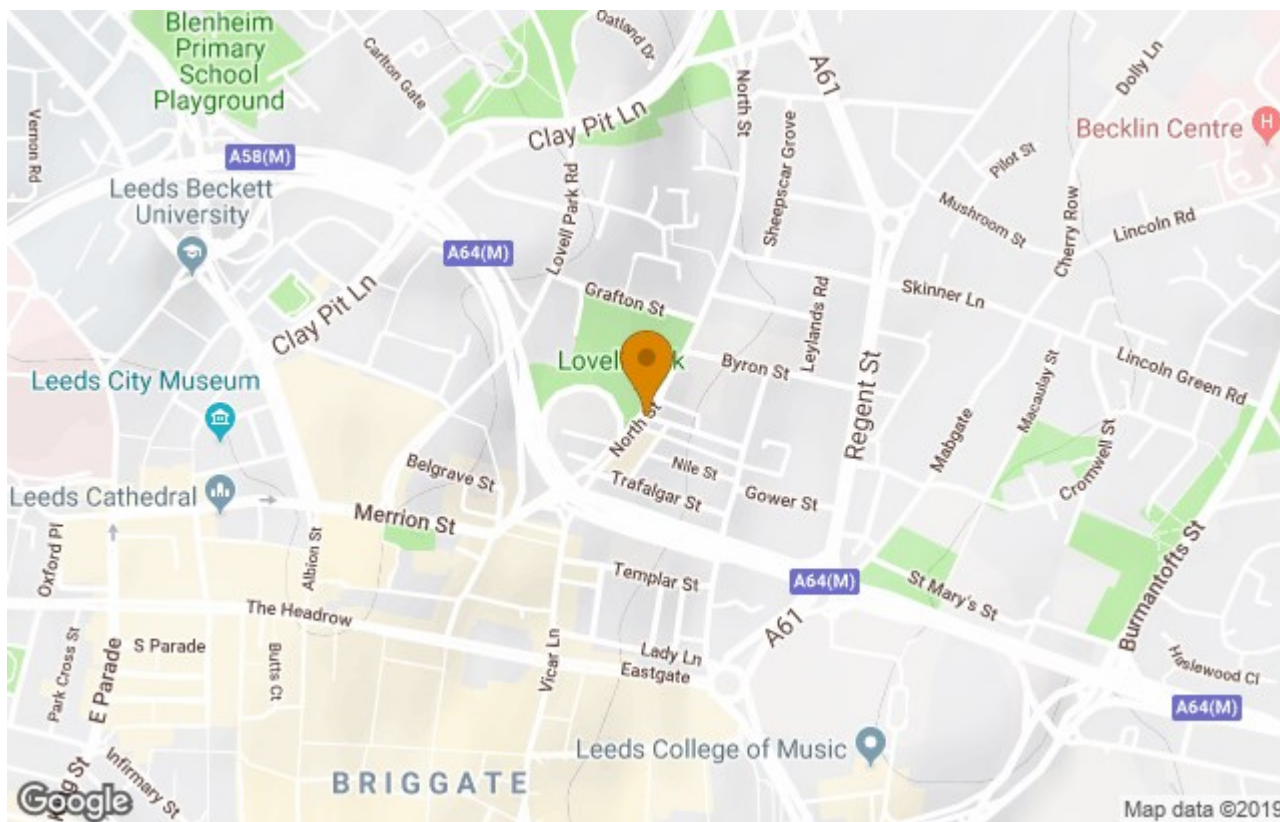 Blenheim
Primary
School
Playground
Carlton Gate
Oatland Dr
Clay Pit Ln
North St
A61
Dolly Ln
Vernon Rd
A58(M)
Leeds Beckett
University
Lovell Park Rd
Sheepscar Grove
Pilot St
Becklin Centre
H
Mushroom St
Cherry Row
Lincoln Rd
A64(M)
Clay Pit Ln
Grafton St
Leylands Rd
Skinner Ln
Byron St
Regent St
Macaulay St
Lincoln Green Rd
Leeds City Museum
North St
Mabgate
Cromwell St
Belgrave St
Nile St
Trafalgar St
Gower St
Leeds Cathedral
Merrion St
Oxford Pl
Albion St
Templar St
A64(M)
St Mary's St
Burmantofts St
The Headrow
A61
S Parade
Park Cross St
E Parade
Butts Ct
Vicar Ln
Lady Ln
Eastgate
Haslewood Cl
A64(M)
Leeds College of Music
Infirmary St
King St
BRIGGATE
Google
Map data ©2019